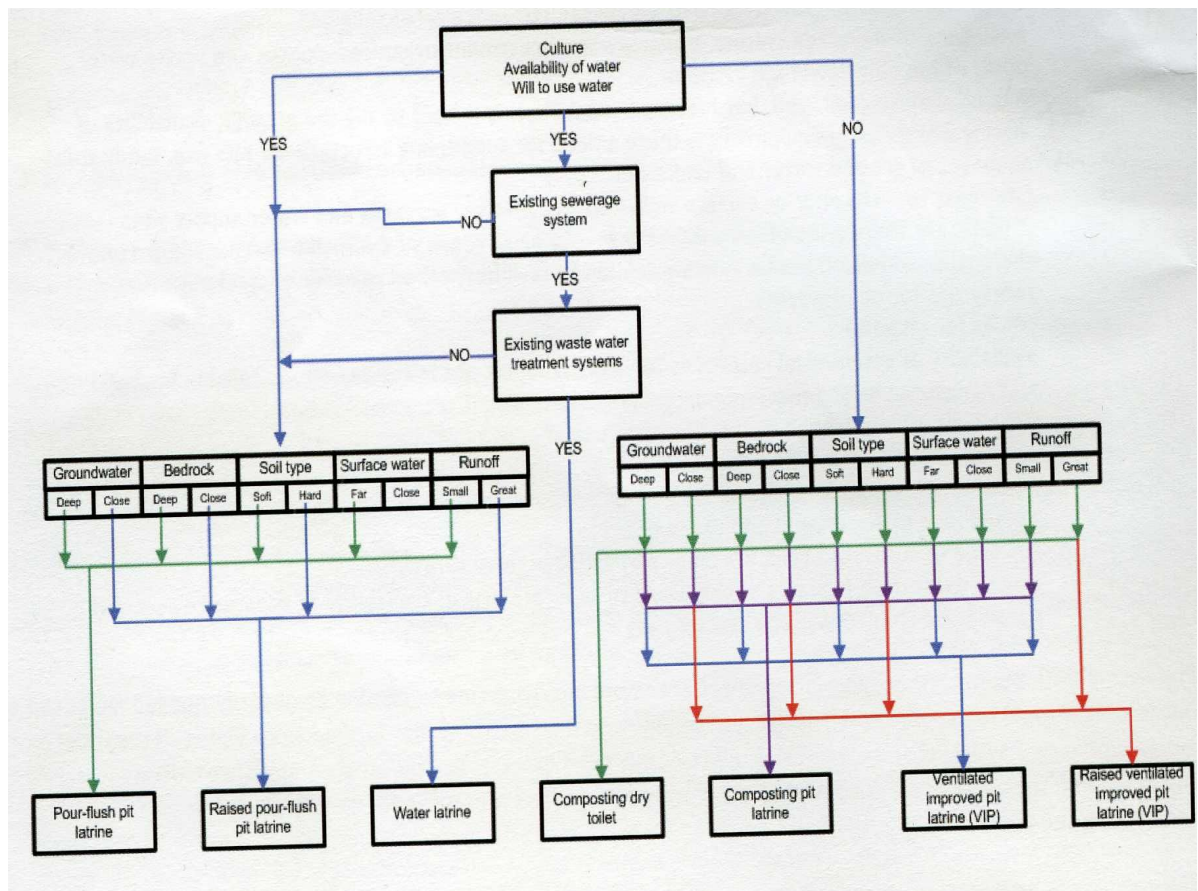 Culture
Availability of water
Will to use water
YES
YES
NO
Existing sewerage
system
NO
YES
Existing waste water
treatment systems
NO
YES
Groundwater Bedrock Soil type Surface water Runoff
Deep Close Deep Close Soft Hard Far Close Small Great
Groundwater Bedrock Soil type Surface water Runoff
Deep Close Deep Close Soft Hard Far Close Small Great
Pour-flush pit
latrine
Raised pour-flush
pit latrine
Water latrine
Composting dry
toilet
Composting pit
latrine
Ventilated
improved pit
latrine (VIP)
Raised ventilated
improved pit
latrine (VIP)